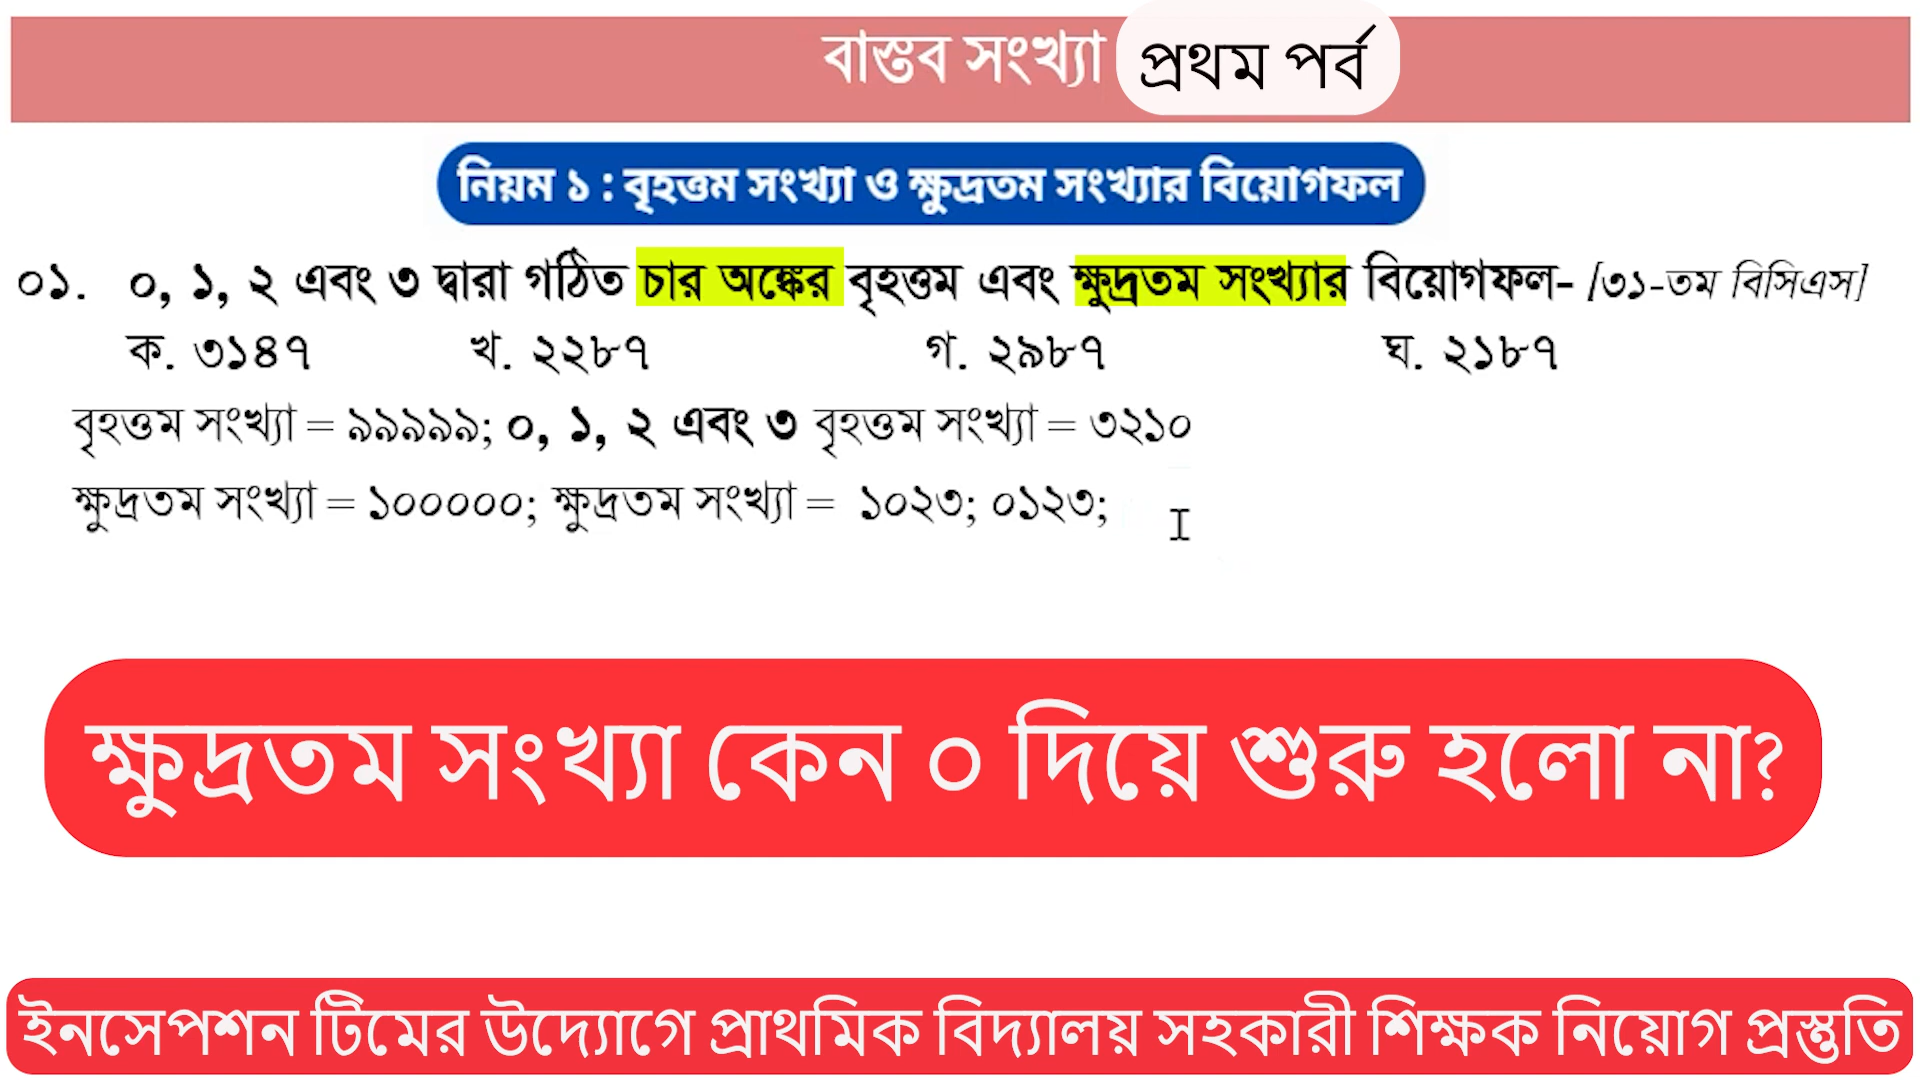 বাস্তব সংখ্যা প্রথম পর্ব
নিয়ম ১ : বৃহত্তম সংখ্যা ও ক্ষুদ্রতম সংখ্যার বিয়োগফল
০১. ০, ১, ২ এবং ৩ দ্বারা গঠিত চার অঙ্কের বৃহত্তম এবং ক্ষুদ্রতম সংখ্যার বিয়োগফল- [৩১-তম বিসিএস]
ক. ৩১৪৭ খ. ২২৮৭ গ. ২৯৮৭ ঘ. ২১৮৭
বৃহত্তম সংখ্যা = ৯৯৯৯৯; ০, ১, ২ এবং ৩ বৃহত্তম সংখ্যা = ৩২১০
ক্ষুদ্রতম সংখ্যা = ১০০০০০; ক্ষুদ্রতম সংখ্যা = ১০২৩; ০১২৩;
ক্ষুদ্রতম সংখ্যা কেন ০ দিয়ে শুরু হলো না?
ইনসেপশন টিমের উদ্যোগে প্রাথমিক বিদ্যালয় সহকারী শিক্ষক নিয়োগ প্রস্তুতি